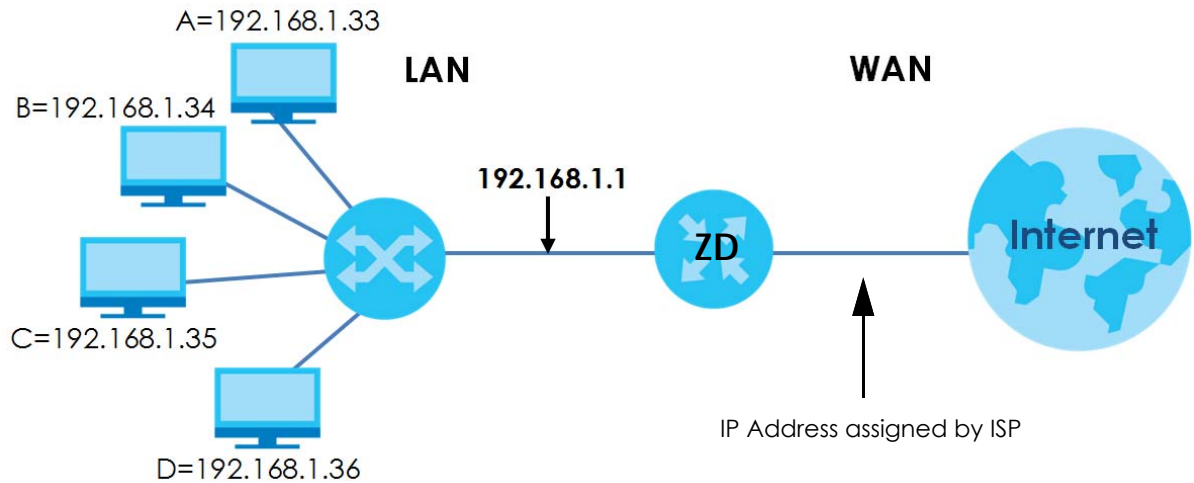 A=192.168.1.33
LAN
WAN
B=192.168.1.34
192.168.1.1
ZD
Internet
C=192.168.1.35
IP Address assigned by ISP
D=192.168.1.36